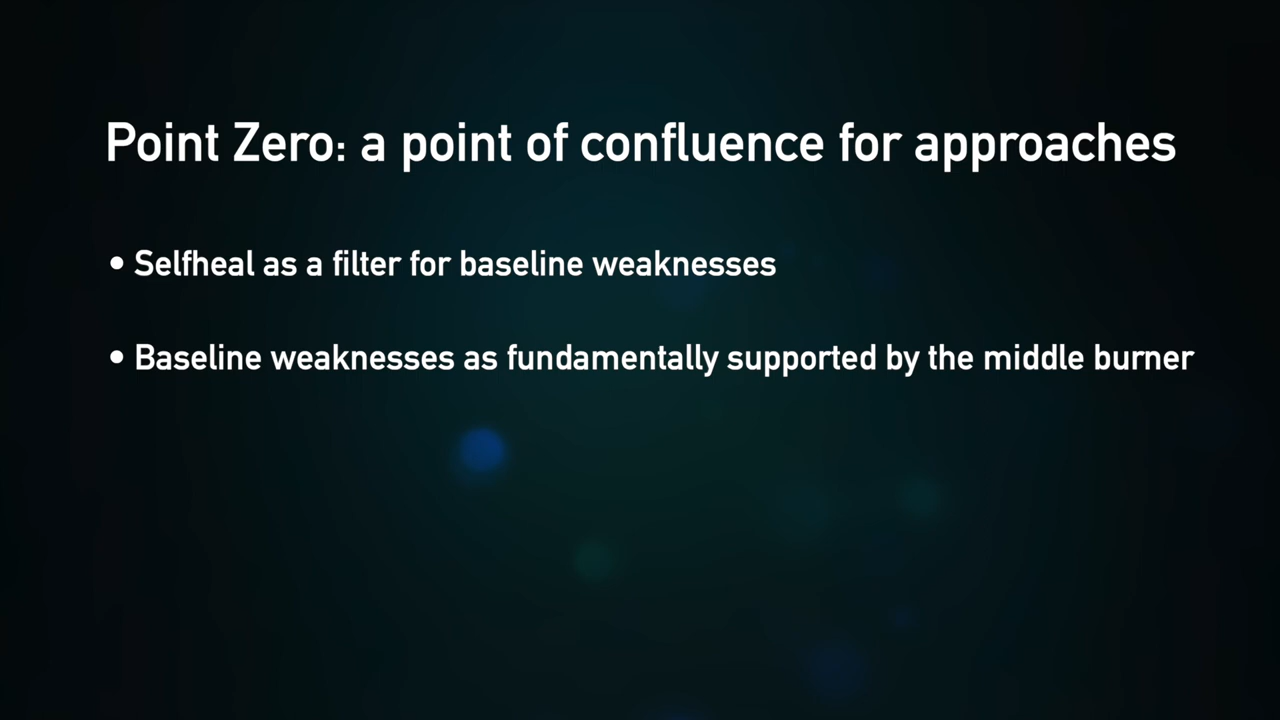 Point Zero: a point of confluence for approaches
• Selfheal as a filter for baseline weaknesses
• Baseline weaknesses as fundamentally supported by the middle burner